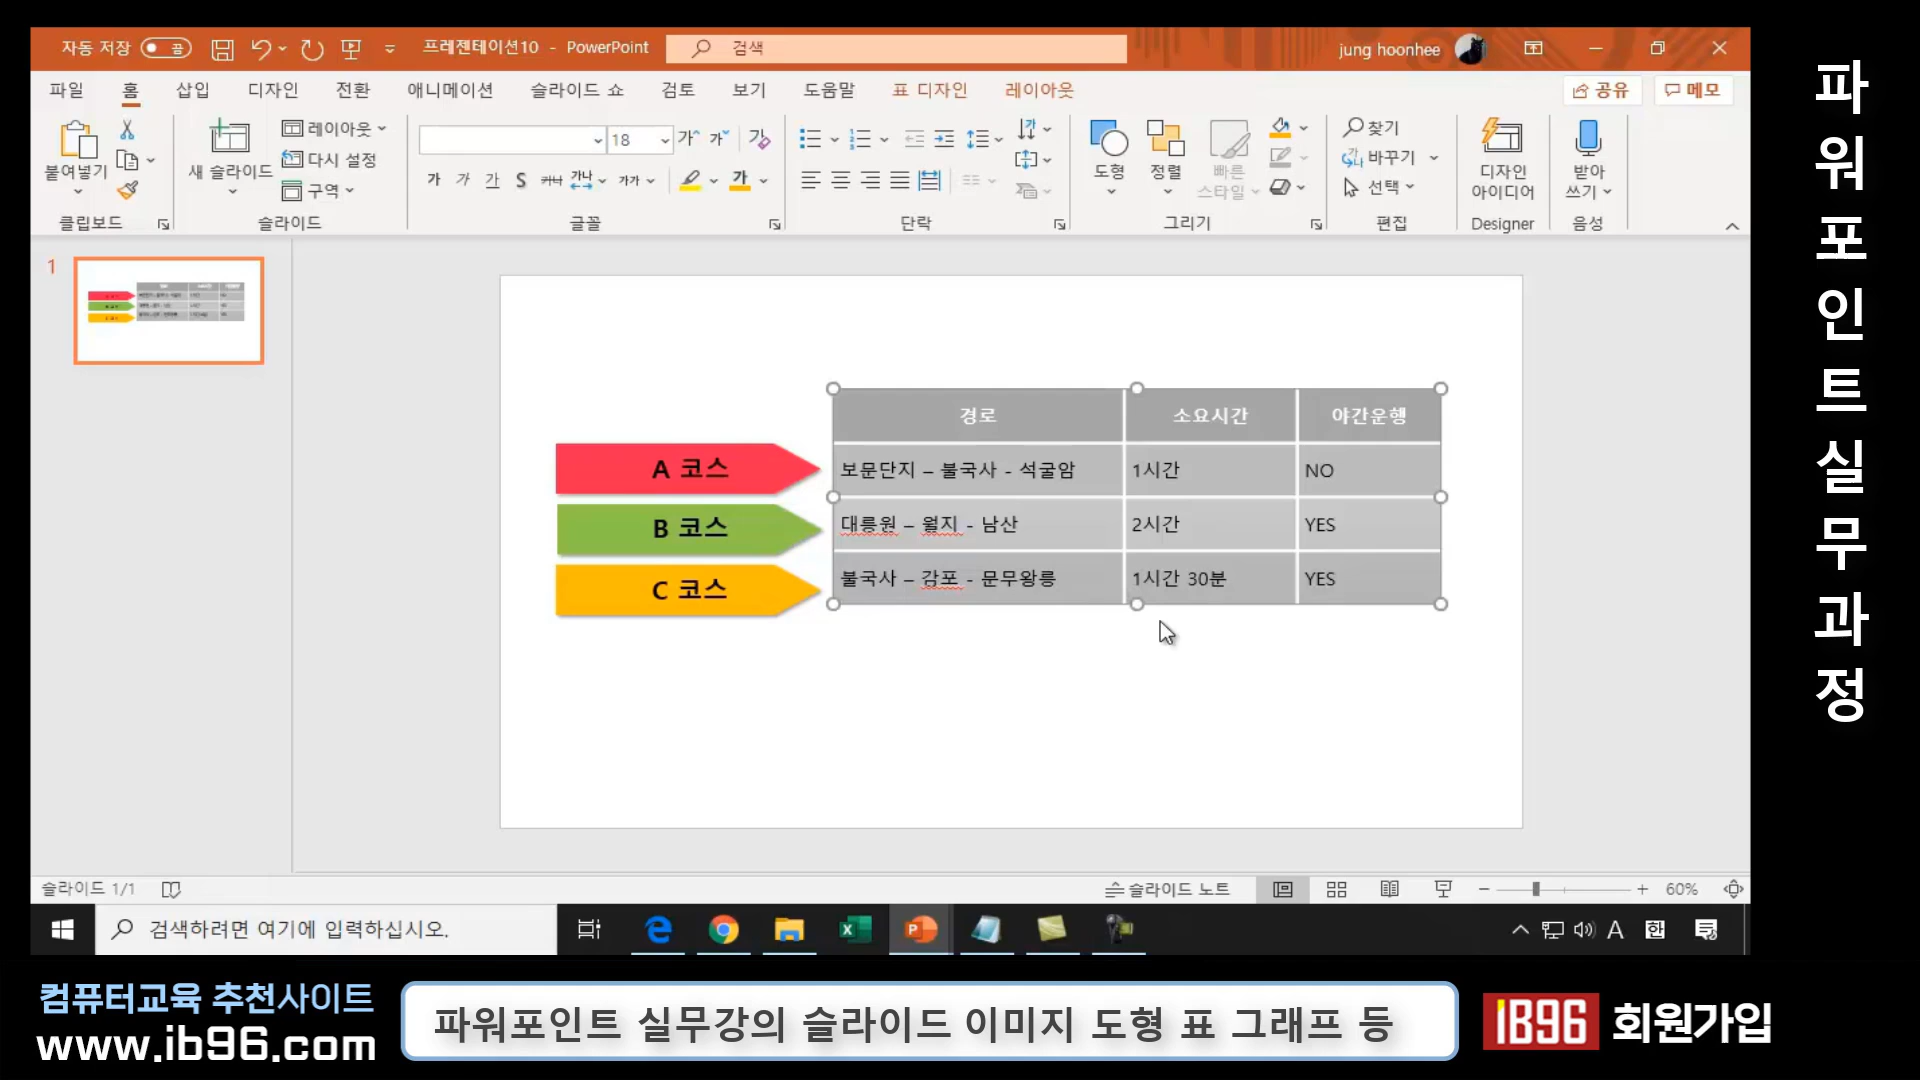 자동 저장 끔 프레젠테이션10 - PowerPoint 검색 jung hoonhee
파일 홈 삽입 디자인 전환 애니메이션 슬라이드 쇼 검토 보기 도움말 표 디자인 레이아웃 공유 메모
붙여넣기
클립보드
새 슬라이드
레이아웃
다시 설정
구역
슬라이드
18 가 가 가
가 가 간 S 가나 가가 가
글꼴
단락
도형
정렬
빠른
스타일
그리기
찾기
바꾸기
선택
편집
디자인
아이디어
Designer
받아
쓰기
음성
1
경로 소요시간 야간운행
A 코스 보문단지 – 불국사 - 석굴암 1시간 NO
B 코스 대릉원 – 월지 - 남산 2시간 YES
C 코스 불국사 – 감포 - 문무왕릉 1시간 30분 YES
슬라이드 1/1 슬라이드 노트 60%
검색하려면 여기에 입력하십시오. A 한
파워포인트실무과정
컴퓨터교육 추천사이트
www.ib96.com
파워포인트 실무강의 슬라이드 이미지 도형 표 그래프 등
IB96 회원가입